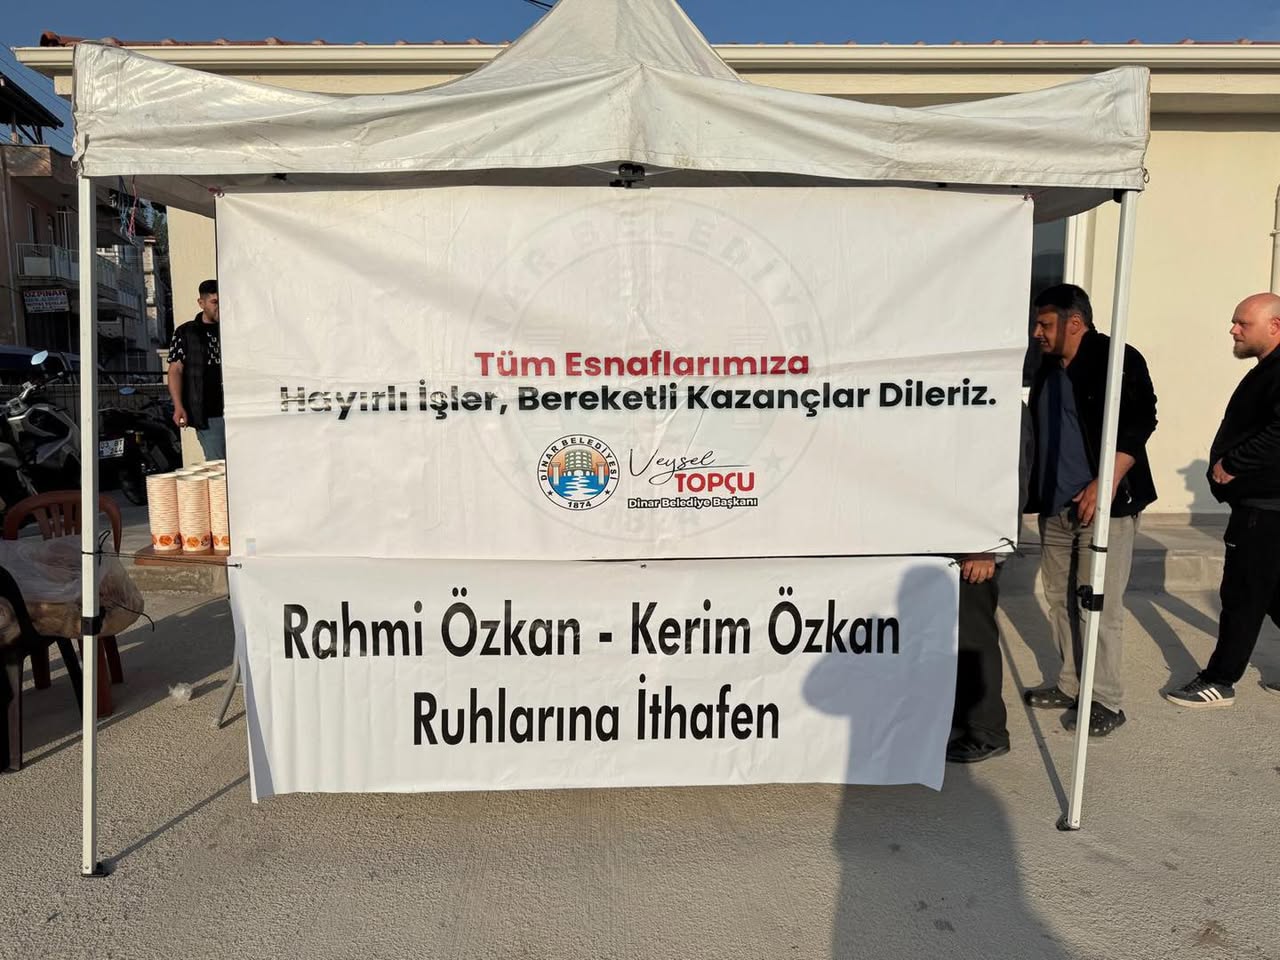 Tüm Esnaflarımıza
Hayırlı İşler, Bereketli Kazançlar Dileriz.
DİNAR BELEDİYESİ
1874
Veysel
TOPÇU
Dinar Belediye Başkanı
Rahmi Özkan - Kerim Özkan
Ruhlarına İthafen
ÖZPINAR